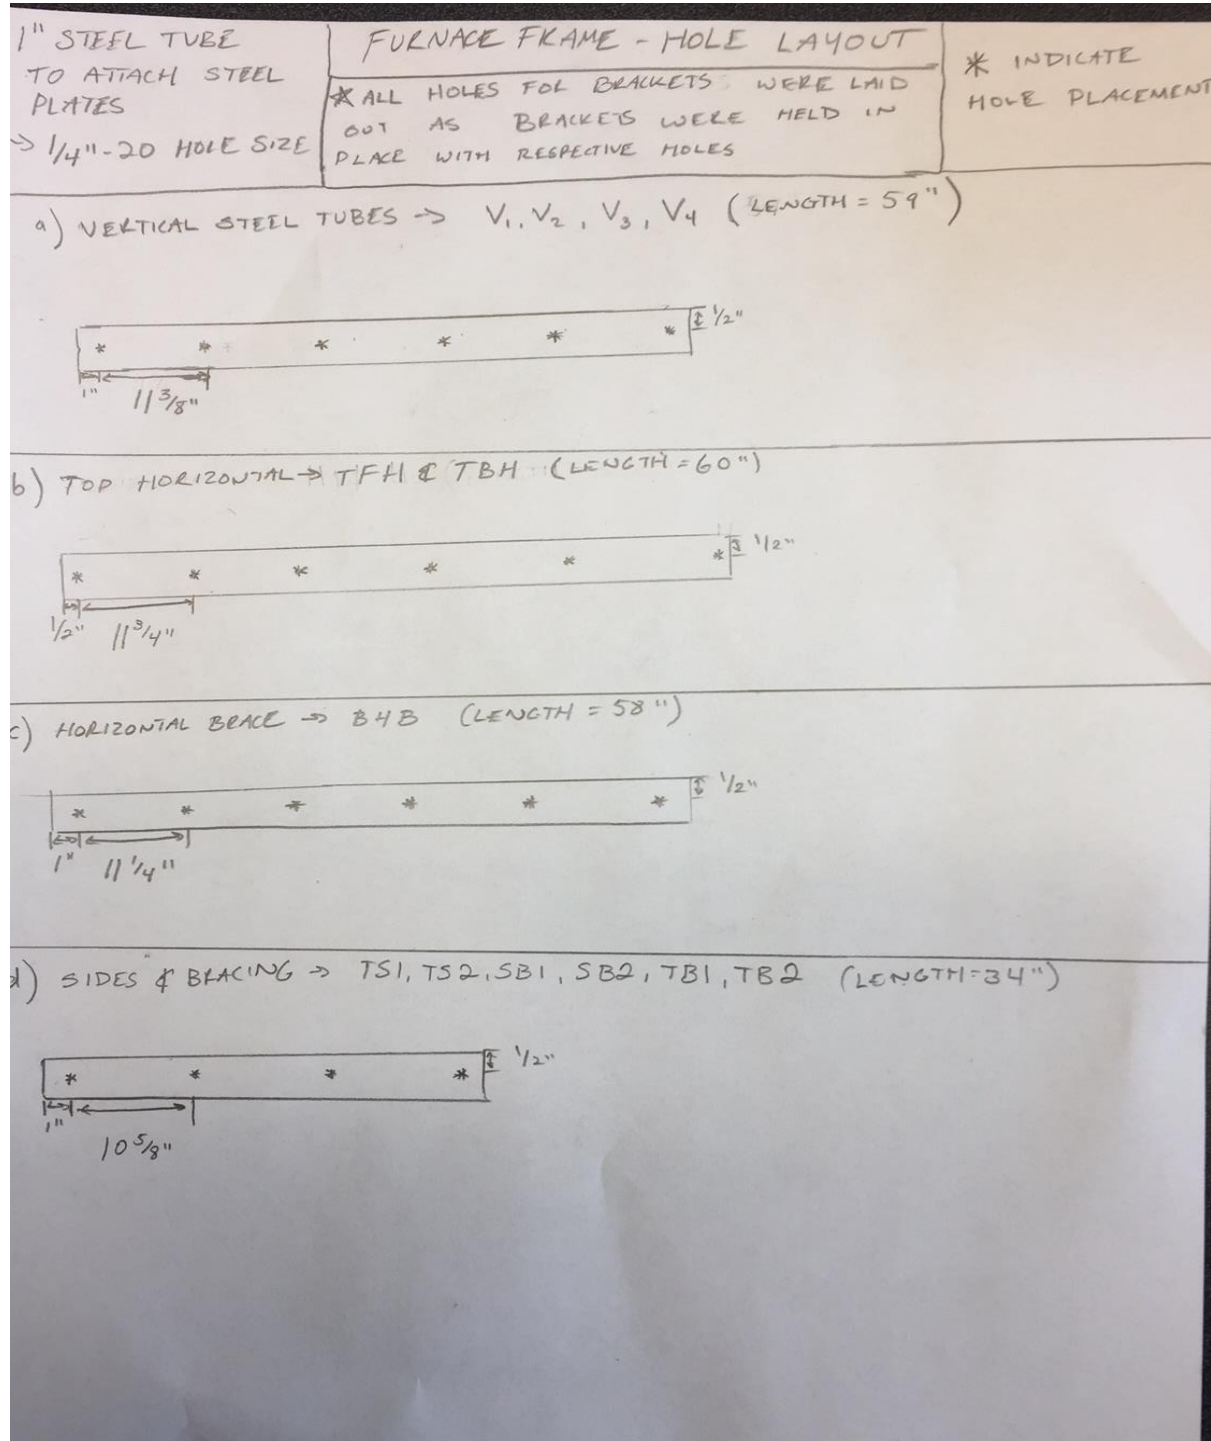 1" STEEL TUBE
TO ATTACH STEEL
PLATES
→ 1/4"-20 HOLE SIZE
FURNACE FRAME - HOLE LAYOUT
* ALL HOLES FOR BRACKETS WERE LAID
OUT AS BRACKETS WERE HELD IN
PLACE WITH RESPECTIVE HOLES
* INDICATE
HOLE PLACEMENT
a) VERTICAL STEEL TUBES → V1, V2, V3, V4 (LENGTH = 59")
* * * * * *
1/2"
1" 11 3/8"
b) TOP HORIZONTAL → TFH & TBH (LENGTH = 60")
* * * * * *
1/2"
1/2" 11 3/4"
c) HORIZONTAL BRACE → BHB (LENGTH = 58")
* * * * * *
1/2"
1" 11 1/4"
d) SIDES & BRACING → TS1, TS2, SB1, SB2, TB1, TB2 (LENGTH=34")
* * * *
1/2"
1"
10 5/8"